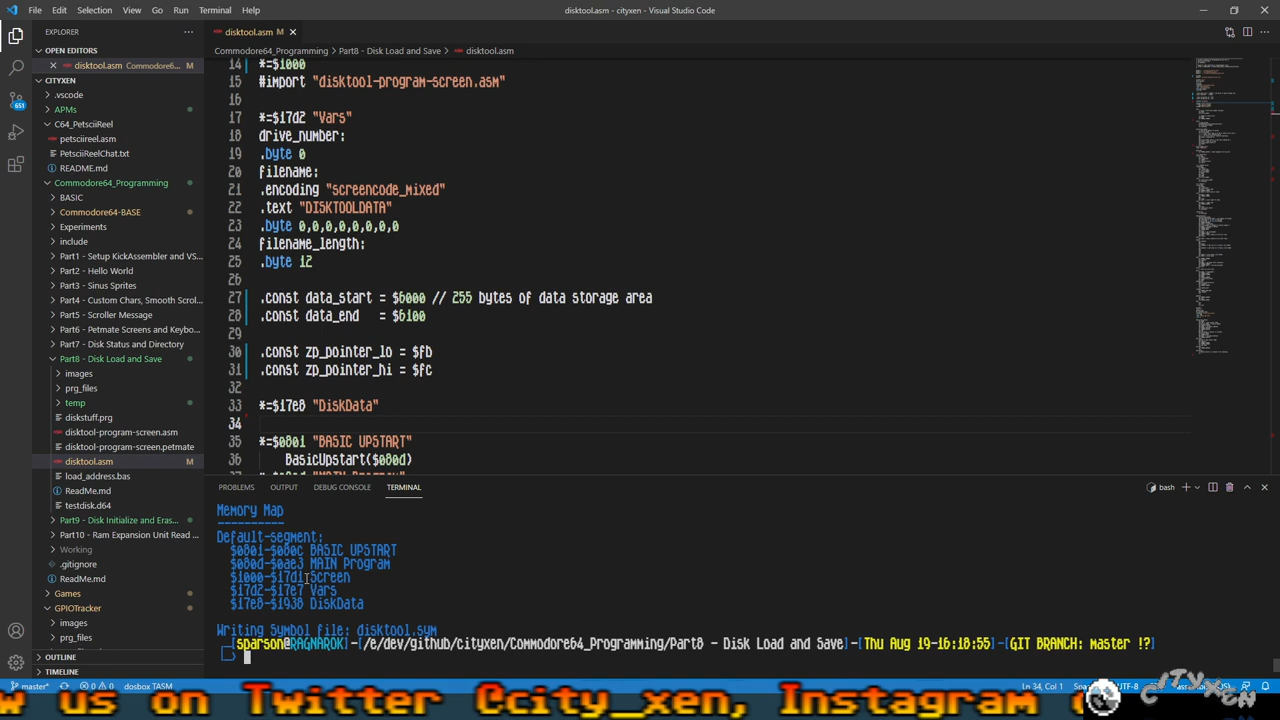 File Edit Selection View Go Run Terminal Help
disktool.asm - cityxen - Visual Studio Code
EXPLORER
OPEN EDITORS
disktool.asm Commodore6... M
CITYXEN
.vscode
APMs
C64_PetsciiReel
petsciireel.asm
PetsciiReelChat.txt
README.md
Commodore64_Programming
BASIC
Commodore64-BASE
Experiments
include
Part1 - Setup KickAssembler and VS...
Part2 - Hello World
Part3 - Sinus Sprites
Part4 - Custom Chars, Smooth Scrol...
Part5 - Scroller Message
Part6 - Petmate Screens and Keybo...
Part7 - Disk Status and Directory
Part8 - Disk Load and Save
images
prg_files
temp
diskstuff.prg
disktool-program-screen.asm
disktool-program-screen.petmate
disktool.asm M
load_address.bas
ReadMe.md
testdisk.d64
Part9 - Disk Initialize and Eras...
Part10 - Ram Expansion Unit Read ...
Working
.gitignore
ReadMe.md
Games
GPIOTracker
images
prg_files
OUTLINE
TIMELINE
651
disktool.asm M
Commodore64_Programming > Part8 - Disk Load and Save > disktool.asm
14 *=$1000
15 #import "disktool-program-screen.asm"
16
17 *=$17d2 "Vars"
18 drive_number:
19 .byte 0
20 filename:
21 .encoding "screencode_mixed"
22 .text "DISKTOOLDATA"
23 .byte 0,0,0,0,0,0,0,0
24 filename_length:
25 .byte 12
26
27 .const data_start = $6000 // 255 bytes of data storage area
28 .const data_end = $6100
29
30 .const zp_pointer_lo = $fb
31 .const zp_pointer_hi = $fc
32
33 *=$17e8 "DiskData"
34
35 *=$0801 "BASIC UPSTART"
36 BasicUpstart($080d)
PROBLEMS OUTPUT DEBUG CONSOLE TERMINAL
bash
Memory Map
----------
Default-segment:
$0801-$080c BASIC UPSTART
$080d-$0ae3 MAIN Program
$1000-$17d1 Screen
$17d2-$17e7 Vars
$17e8-$1938 DiskData
Writing Symbol file: disktool.sym
[sparson@RAGNAROK]-[/e/dev/github/cityxen/Commodore64_Programming/Part8 - Disk Load and Save]-[Thu Aug 19-16:18:55]-[GIT BRANCH: master !?]
master* 0 0 dosbox TASM
Ln 34, Col 1
w us on Twitter @city_xen, Instagram
CITYXEN